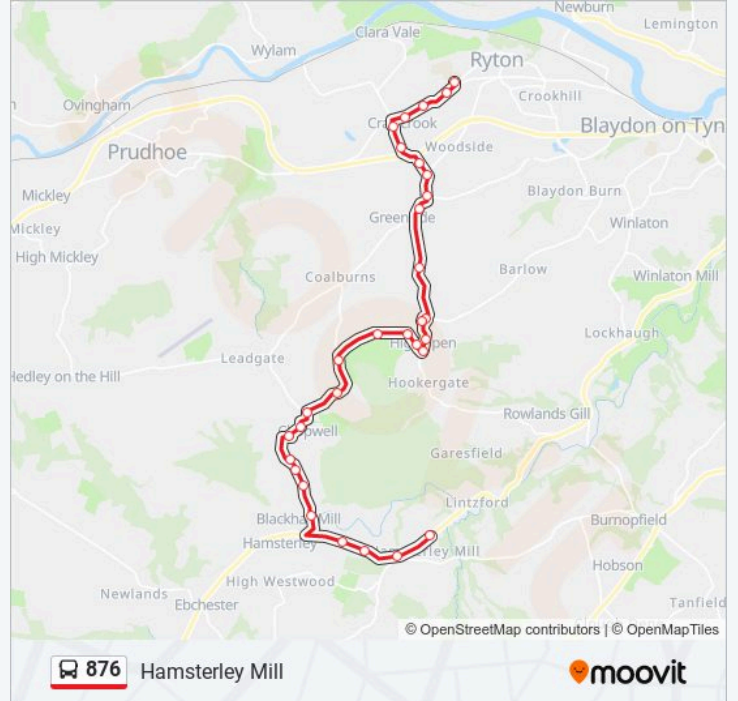 Newburn
Clara Vale
Lemington
Wylam
Ryton
Ovingham
Crookhill
Prudhoe
Woodside
Blaydon on Tyn
Mickley
Blaydon Burn
Mickley
High Mickley
Winlaton
Coalburns
Barlow
Winlaton Mill
Leadgate
Lockhaugh
Hedley on the Hill
Hookergate
Rowlands Gill
Garesfield
Lintzford
Burnopfield
Hamsterley
High Westwood
Hobson
Newlands
Ebchester
Tanfield
© OpenStreetMap contributors | © OpenMapTiles
876 Hamsterley Mill
moovit